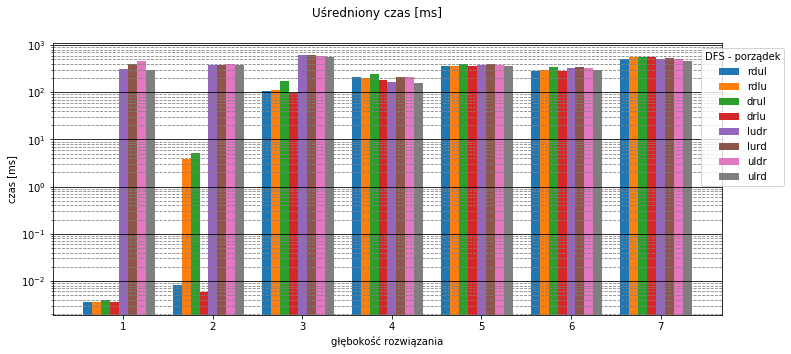 Uśredniony czas [ms]
10³
10²
10¹
10⁰
10⁻¹
10⁻²
czas [ms]
1 2 3 4 5 6 7
głębokość rozwiązania
DFS - porządek
rdul
rdlu
drul
drlu
ludr
lurd
uldr
ulrd